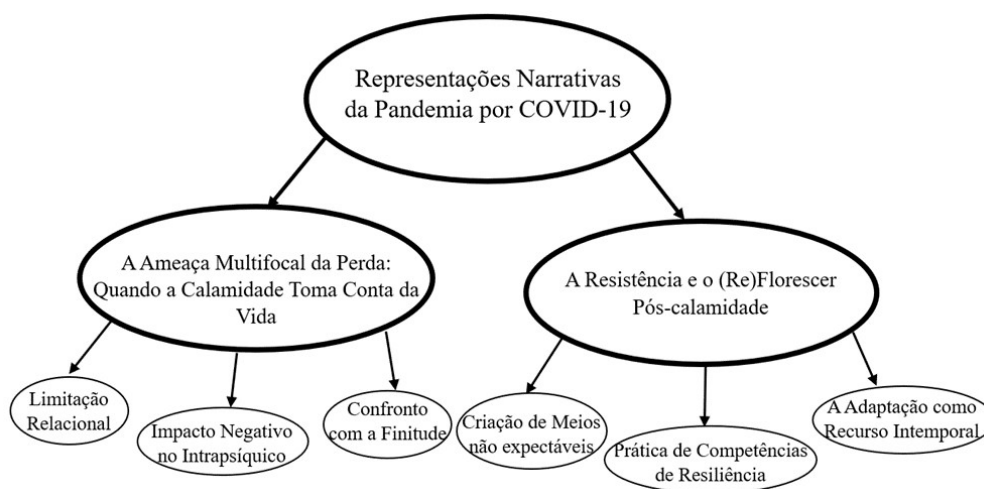 Representações Narrativas
da Pandemia por COVID-19
A Ameaça Multifocal da Perda:
Quando a Calamidade Toma Conta da
Vida
A Resistência e o (Re)Florescer
Pós-calamidade
Limitação
Relacional
Impacto Negativo
no Intrapsíquico
Confronto
com a Finitude
Criação de Meios
não expectáveis
Prática de Competências
de Resiliência
A Adaptação como
Recurso Intemporal